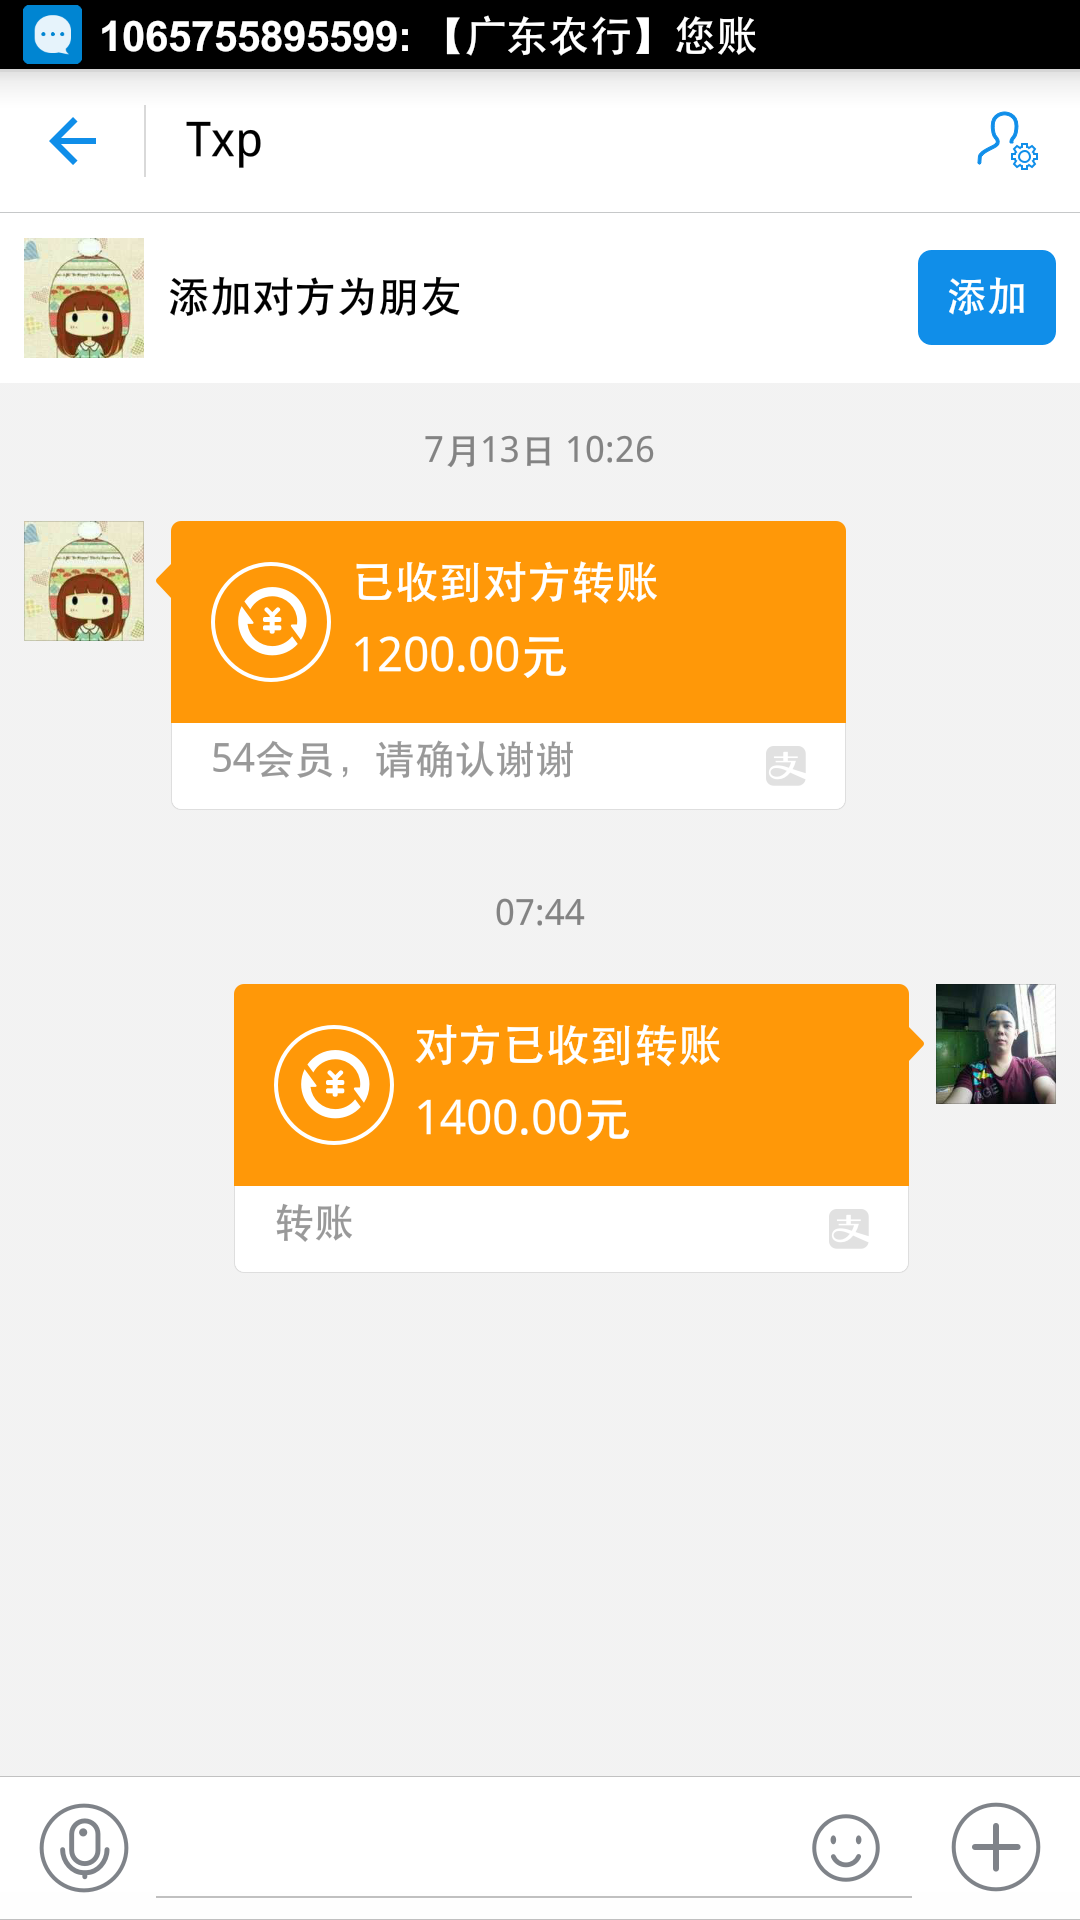 1065755895599: 【广东农行】您账
Txp
添加对方为朋友
添加
7月13日 10:26
已收到对方转账
1200.00元
54会员，请确认谢谢
支
07:44
对方已收到转账
1400.00元
转账
支